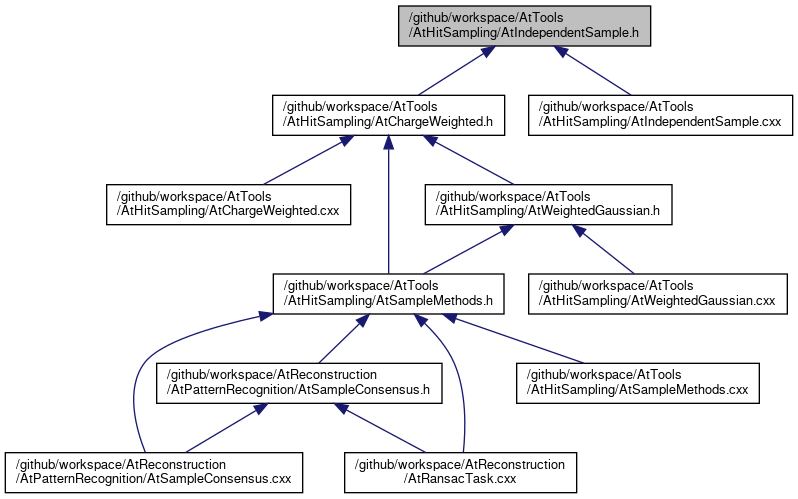 /github/workspace/AtTools
/AtHitSampling/AtIndependentSample.h
/github/workspace/AtTools
/AtHitSampling/AtChargeWeighted.h
/github/workspace/AtTools
/AtHitSampling/AtIndependentSample.cxx
/github/workspace/AtTools
/AtHitSampling/AtChargeWeighted.cxx
/github/workspace/AtTools
/AtHitSampling/AtWeightedGaussian.h
/github/workspace/AtTools
/AtHitSampling/AtSampleMethods.h
/github/workspace/AtTools
/AtHitSampling/AtWeightedGaussian.cxx
/github/workspace/AtReconstruction
/AtPatternRecognition/AtSampleConsensus.h
/github/workspace/AtTools
/AtHitSampling/AtSampleMethods.cxx
/github/workspace/AtReconstruction
/AtPatternRecognition/AtSampleConsensus.cxx
/github/workspace/AtReconstruction
/AtRansacTask.cxx